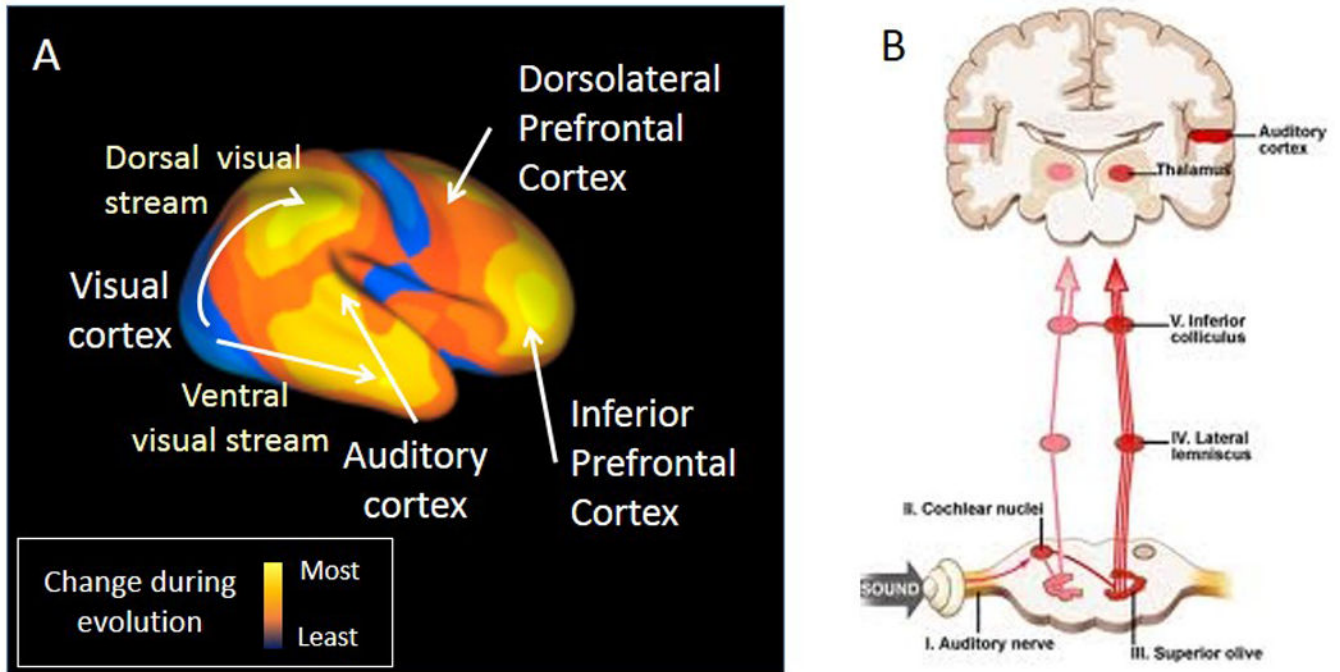 A
Dorsolateral
Prefrontal
Cortex
Dorsal visual
stream
Visual
cortex
Ventral
visual stream
Auditory
cortex
Inferior
Prefrontal
Cortex
Change during
evolution
Most
Least
B
Auditory
cortex
Thalamus
V. Inferior
colliculus
IV. Lateral
lemniscus
II. Cochlear nuclei
SOUND
I. Auditory nerve
III. Superior olive